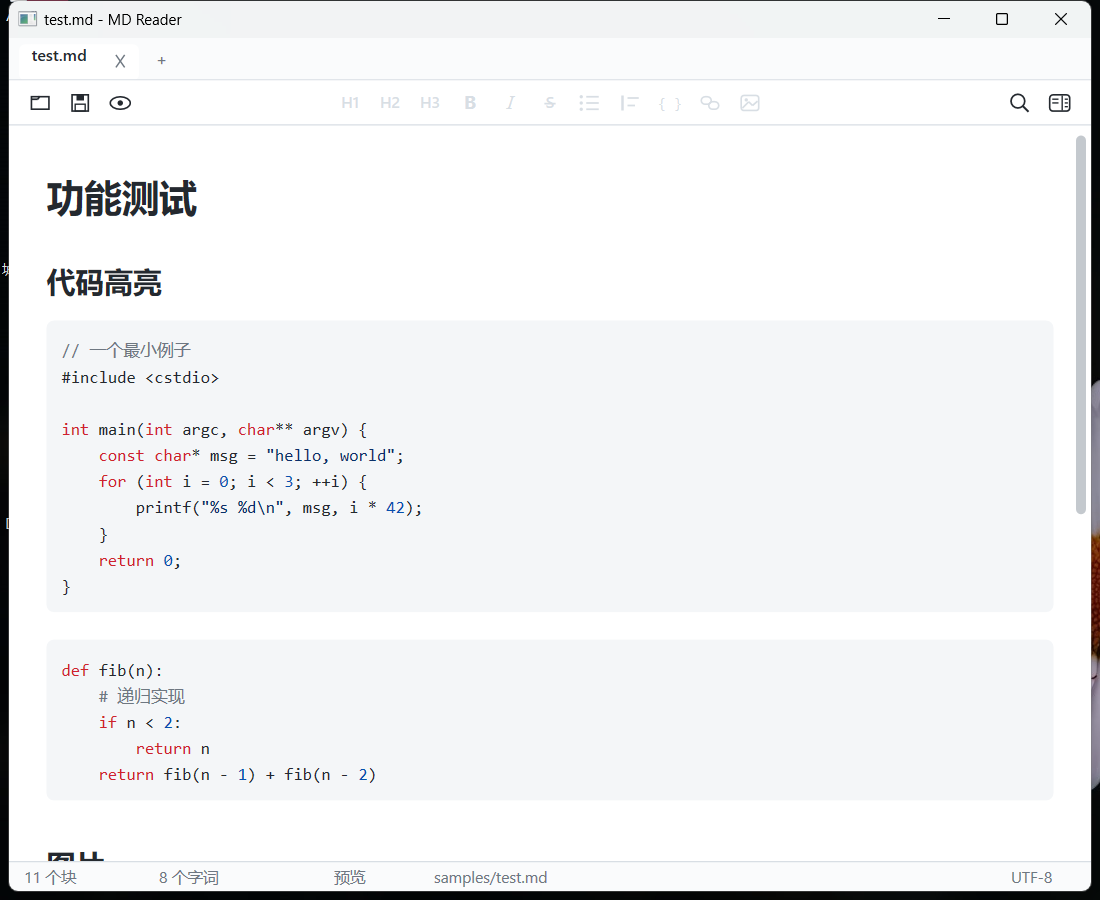 test.md - MD Reader
test.md X +
H1 H2 H3 B I S { }
功能测试
代码高亮
// 一个最小例子
#include <cstdio>
int main(int argc, char** argv) {
    const char* msg = "hello, world";
    for (int i = 0; i < 3; ++i) {
        printf("%s %d\n", msg, i * 42);
    }
    return 0;
}
def fib(n):
    # 递归实现
    if n < 2:
        return n
    return fib(n - 1) + fib(n - 2)
图片
11 个块 8 个字词 预览 samples/test.md UTF-8